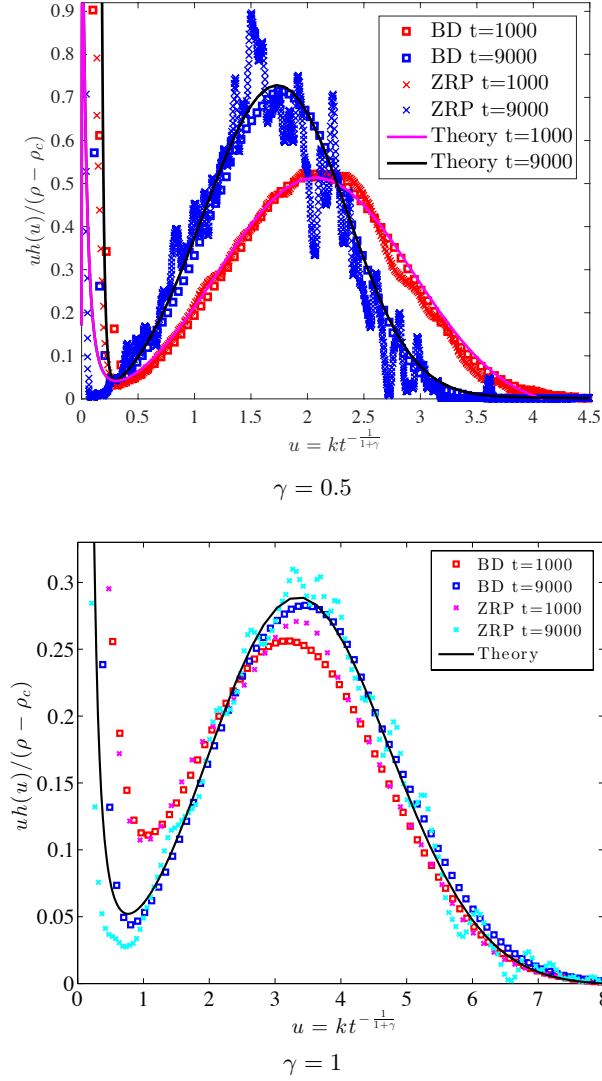 0.9
0.8
0.7
0.6
0.5
0.4
0.3
0.2
0.1
0
uh(u)/(ρ − ρ_c)
BD t=1000
BD t=9000
ZRP t=1000
ZRP t=9000
Theory t=1000
Theory t=9000
0 0.5 1 1.5 2 2.5 3 3.5 4 4.5
u = kt^{-\frac{1}{1+γ}}
γ = 0.5
0.3
0.25
0.2
0.15
0.1
0.05
0
uh(u)/(ρ − ρ_c)
BD t=1000
BD t=9000
ZRP t=1000
ZRP t=9000
Theory
0 1 2 3 4 5 6 7 8
u = kt^{-\frac{1}{1+γ}}
γ = 1